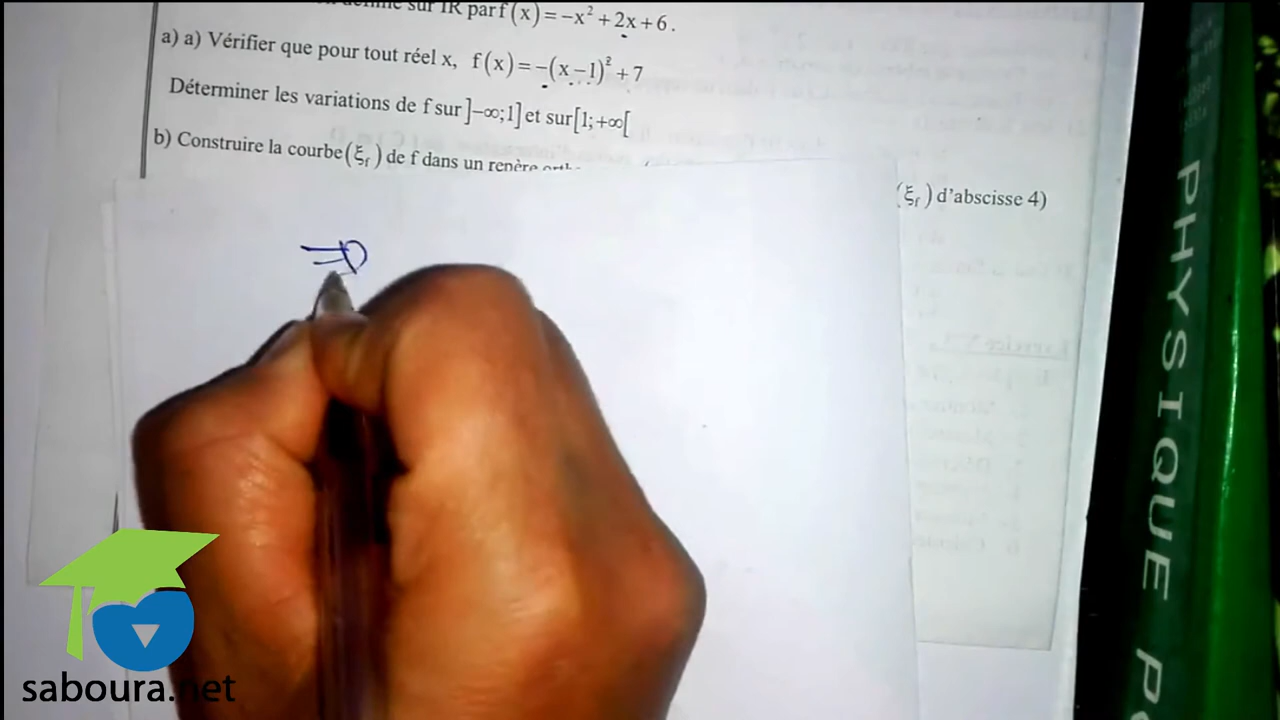 sur IR par f(x)=−x²+2x+6.
a) a) Vérifier que pour tout réel x, f(x)=−(x−1)²+7
Déterminer les variations de f sur ]−∞;1] et sur [1;+∞[
b) Construire la courbe (ξf) de f dans un repère
(ξf) d'abscisse 4)
PHYSIQUE
saboura.net